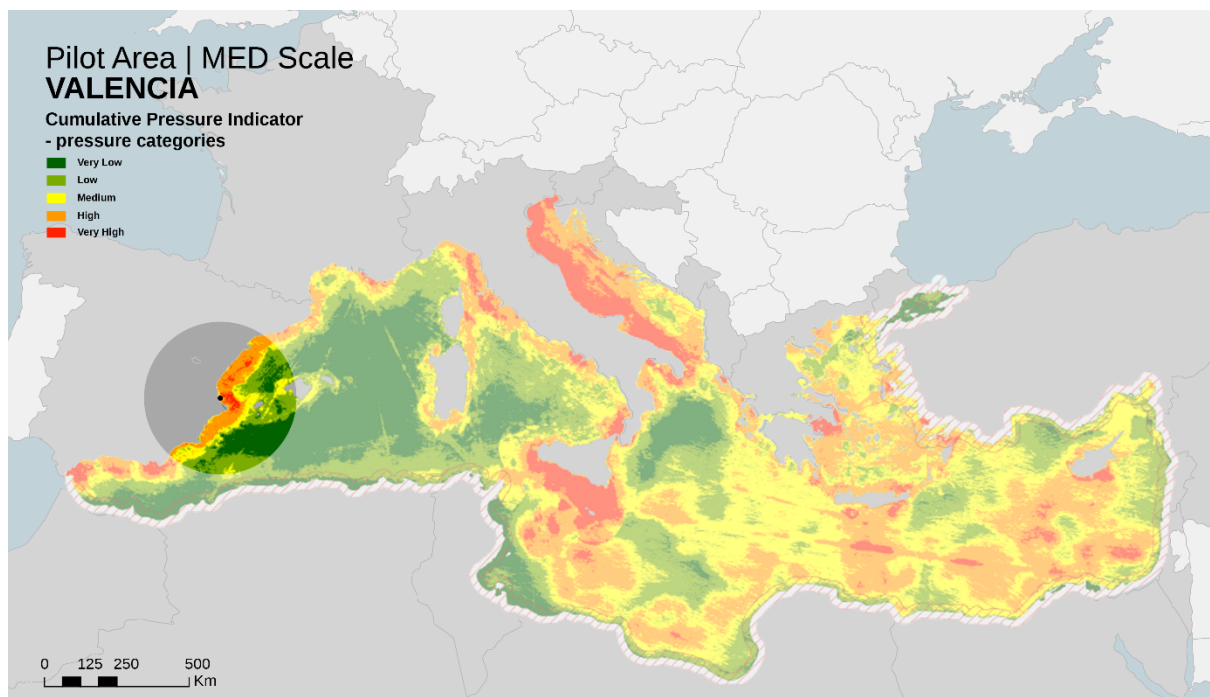 Pilot Area | MED Scale
VALENCIA
Cumulative Pressure Indicator
- pressure categories
Very Low
Low
Medium
High
Very High
0 125 250 500
Km